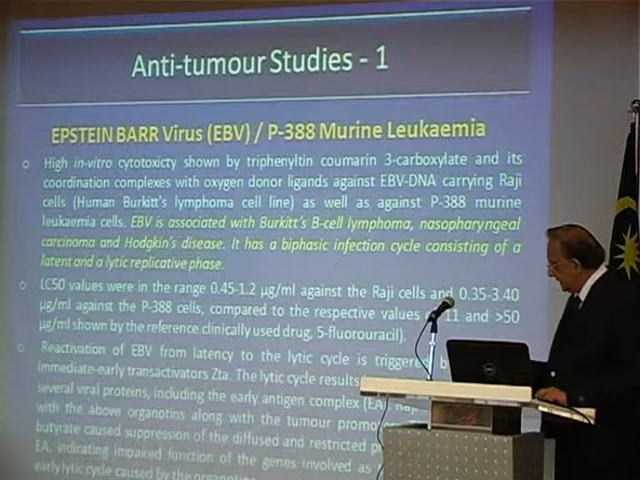 Anti-tumour Studies - 1
EPSTEIN BARR Virus (EBV) / P-388 Murine Leukaemia
High in-vitro cytotoxicty shown by triphenyltin coumarin 3-carboxylate and its
coordination complexes with oxygen donor ligands against EBV-DNA carrying Raji
cells (Human Burkitt's lymphoma cell line) as well as against P-388 murine
leukaemia cells. EBV is associated with Burkitt's B-cell lymphoma, nasopharyngeal
carcinoma and Hodgkin's disease. It has a biphasic infection cycle consisting of a
latent and a lytic replicative phase.
LC50 values were in the range 0.45-1.2 µg/ml against the Raji cells and 0.35-3.40
µg/ml against the P-388 cells, compared to the respective values 11 and >50
µg/ml shown by the reference clinically used drug, 5-fluorouracil).
Reactivation of EBV from latency to the lytic cycle is triggered
immediate-early transactivators Zta. The lytic cycle results
several viral proteins, including the early antigen complex (EA)
with the above organotins along with the tumour
butyrate caused suppression of the diffused and restricted
EA, indicating impaired function of the genes involved as
early lytic cycle caused by the